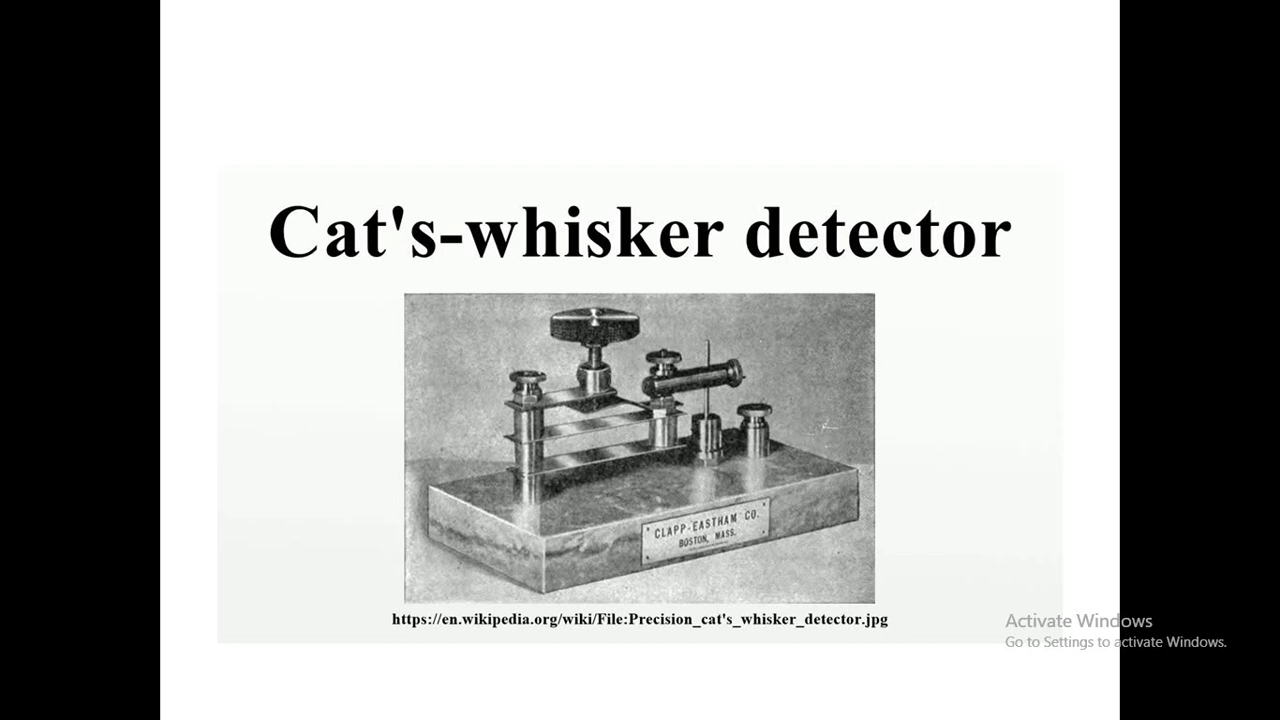 Cat's-whisker detector
CLAPP-EASTHAM CO.
BOSTON, MASS.
https://en.wikipedia.org/wiki/File:Precision_cat's_whisker_detector.jpg
Activate Windows
Go to Settings to activate Windows.